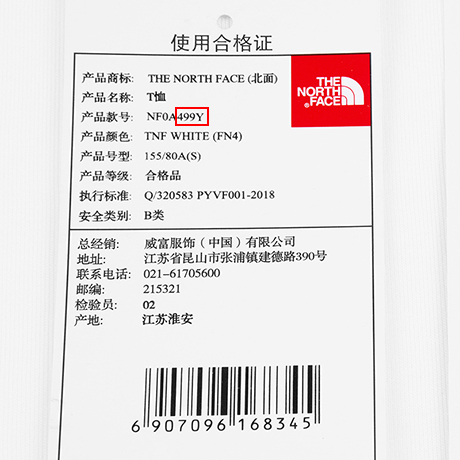 使用合格证
产品商标: THE NORTH FACE (北面)
产品名称: T恤
产品款号: NF0A499Y
产品颜色: TNF WHITE (FN4)
产品号型: 155/80A(S)
产品等级: 合格品
执行标准: Q/320583 PYVF001-2018
安全类别: B类
THE
NORTH
FACE
总经销: 威富服饰（中国）有限公司
地址: 江苏省昆山市张浦镇建德路390号
联系电话: 021-61705600
邮编: 215321
检验员: 02
产地: 江苏淮安
6 907096 168345